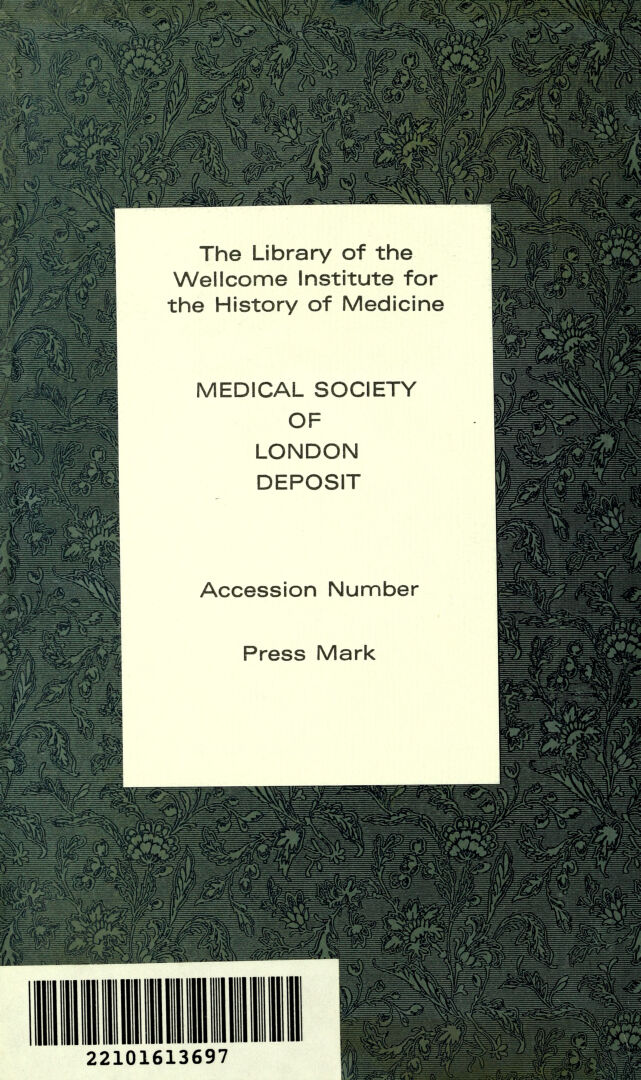 The Library of the
Wellcome Institute for
the History of Medicine
MEDICAL SOCIETY
OF
LONDON
DEPOSIT
Accession Number
Press Mark
22101613697